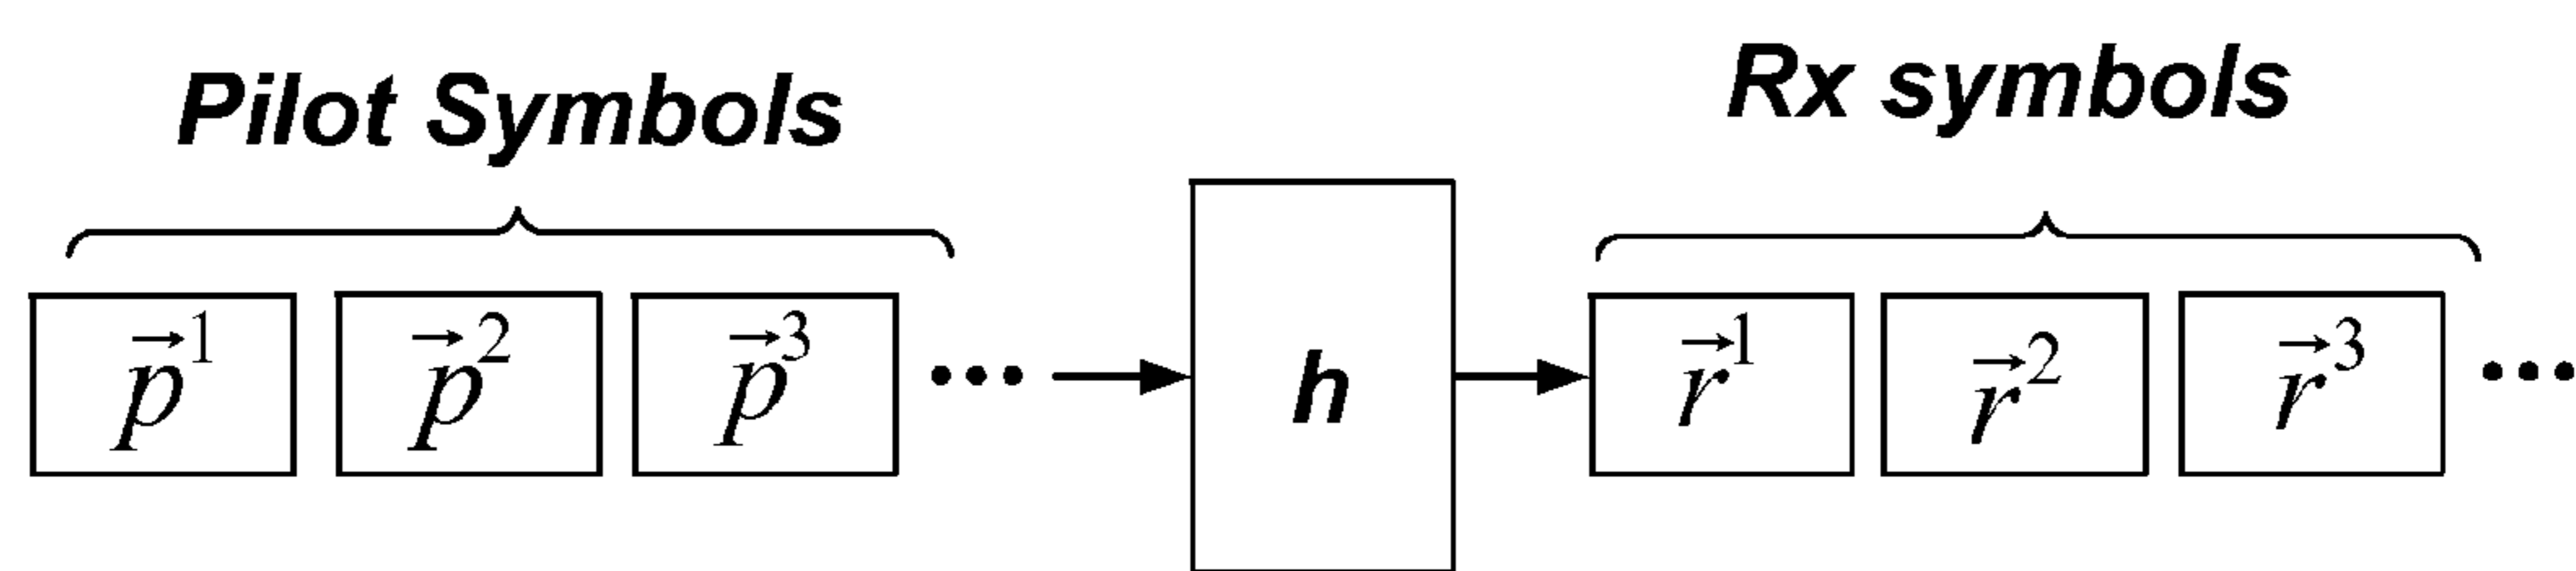 Pilot Symbols
Rx symbols
p⃗¹ p⃗² p⃗³ ••• h r⃗¹ r⃗² r⃗³ •••